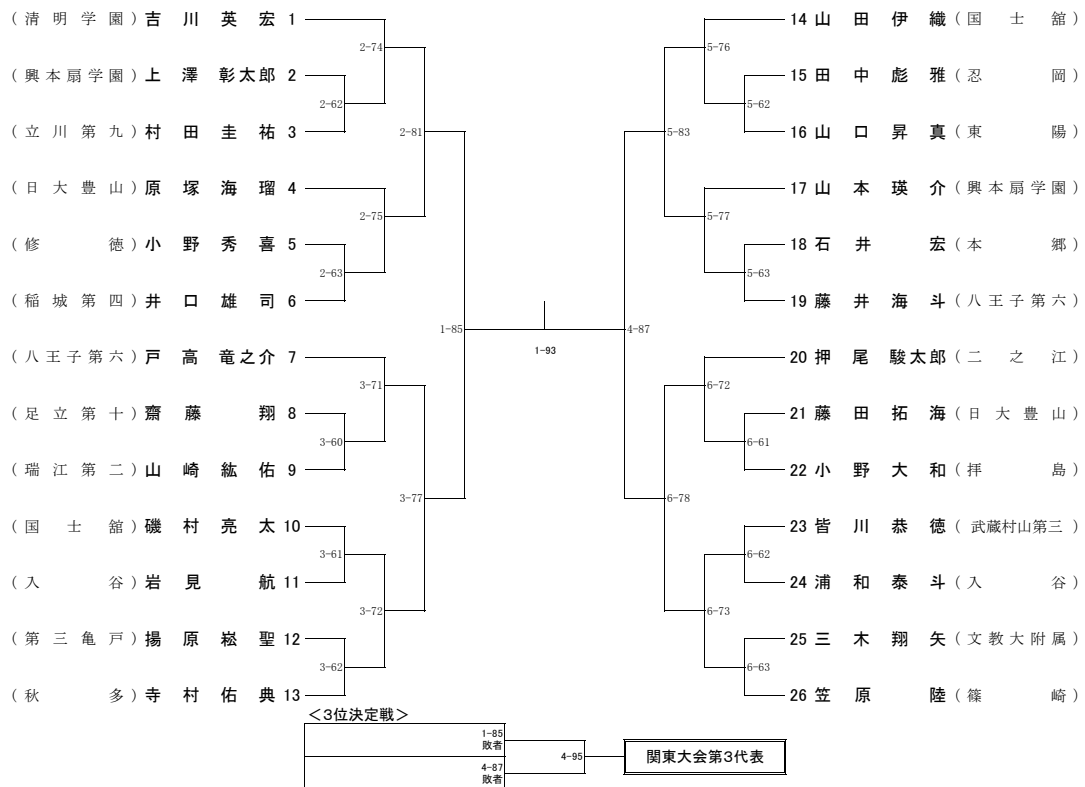 (清明学園) 吉川英宏 1
2-74
(興本扇学園) 上澤彰太郎 2
2-62
(立川第九) 村田圭祐 3
2-81
(日大豊山) 原塚海瑠 4
2-75
(修徳) 小野秀喜 5
2-63
(稲城第四) 井口雄司 6
1-85
(八王子第六) 戸高竜之介 7
3-71
(足立第十) 齋藤翔 8
3-60
(瑞江第二) 山崎紘佑 9
3-77
(国士舘) 磯村亮太 10
3-61
(入谷) 岩見航 11
3-72
(第三亀戸) 揚原崧聖 12
3-62
(秋多) 寺村佑典 13
1-93
14 山田伊織 (国士舘)
5-76
15 田中彪雅 (忍岡)
5-62
16 山口昇真 (東陽)
5-83
17 山本瑛介 (興本扇学園)
5-77
18 石井宏 (本郷)
5-63
19 藤井海斗 (八王子第六)
4-87
20 押尾駿太郎 (二之江)
6-72
21 藤田拓海 (日大豊山)
6-61
22 小野大和 (拝島)
6-78
23 皆川恭徳 (武蔵村山第三)
6-62
24 浦和泰斗 (入谷)
6-73
25 三木翔矢 (文教大附属)
6-63
26 笠原陸 (篠崎)
＜3位決定戦＞
1-85
敗者
4-95
4-87
敗者
関東大会第3代表